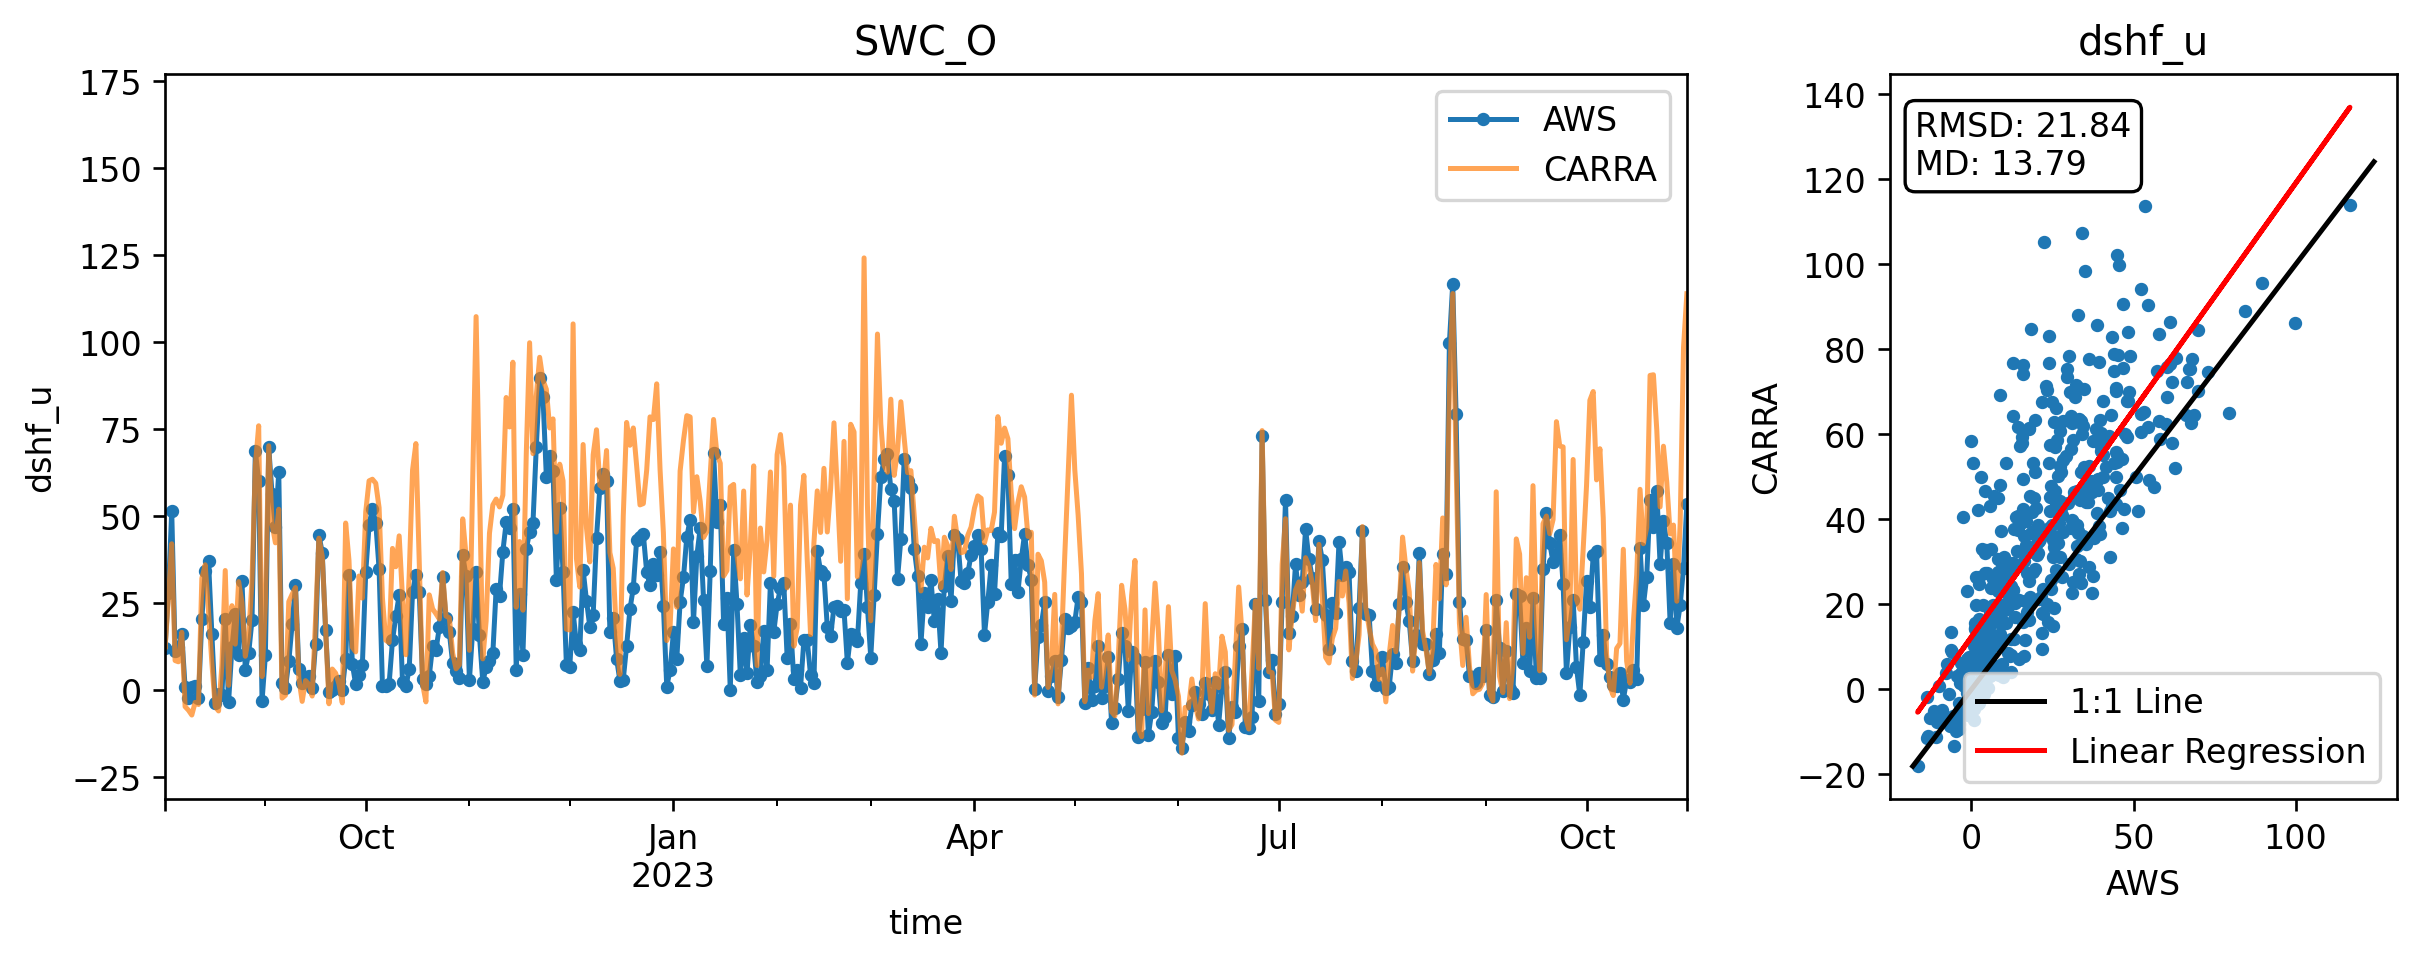 SWC_O
dshf_u
175
150
125
100
75
50
25
0
−25
dshf_u
AWS
CARRA
Oct
Jan
2023
Apr
Jul
Oct
time
dshf_u
140
120
100
80
60
40
20
0
−20
CARRA
RMSD: 21.84
MD: 13.79
1:1 Line
Linear Regression
0
50
100
AWS